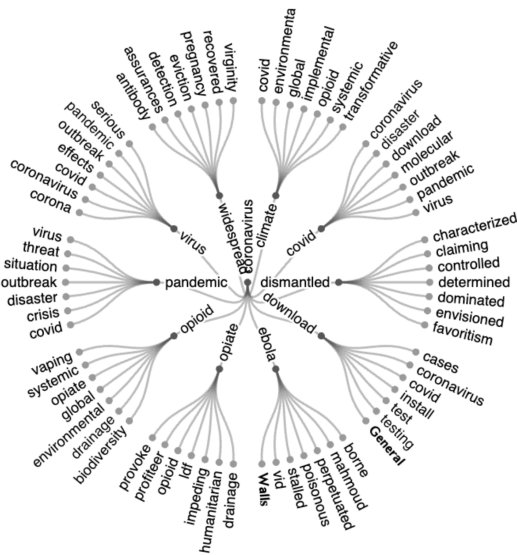 coronavirus
climate
covid
environmenta
global
implemental
opioid
systemic
transformative
covid
coronavirus
disaster
download
molecular
outbreak
pandemic
virus
dismantled
characterized
claiming
controlled
determined
dominated
envisioned
favoritism
download
cases
coronavirus
covid
install
test
testing
General
ebola
borne
mahmoud
perpetuated
poisonous
stalled
vid
Walls
opiate
drainage
humanitarian
impeding
ldf
opioid
profiteer
provoke
opioid
biodiversity
drainage
environmental
global
opiate
systemic
vaping
pandemic
covid
crisis
disaster
outbreak
situation
threat
virus
virus
corona
coronavirus
covid
effects
outbreak
pandemic
serious
widespread
antibody
assurances
detection
eviction
pregnancy
recovered
virginity